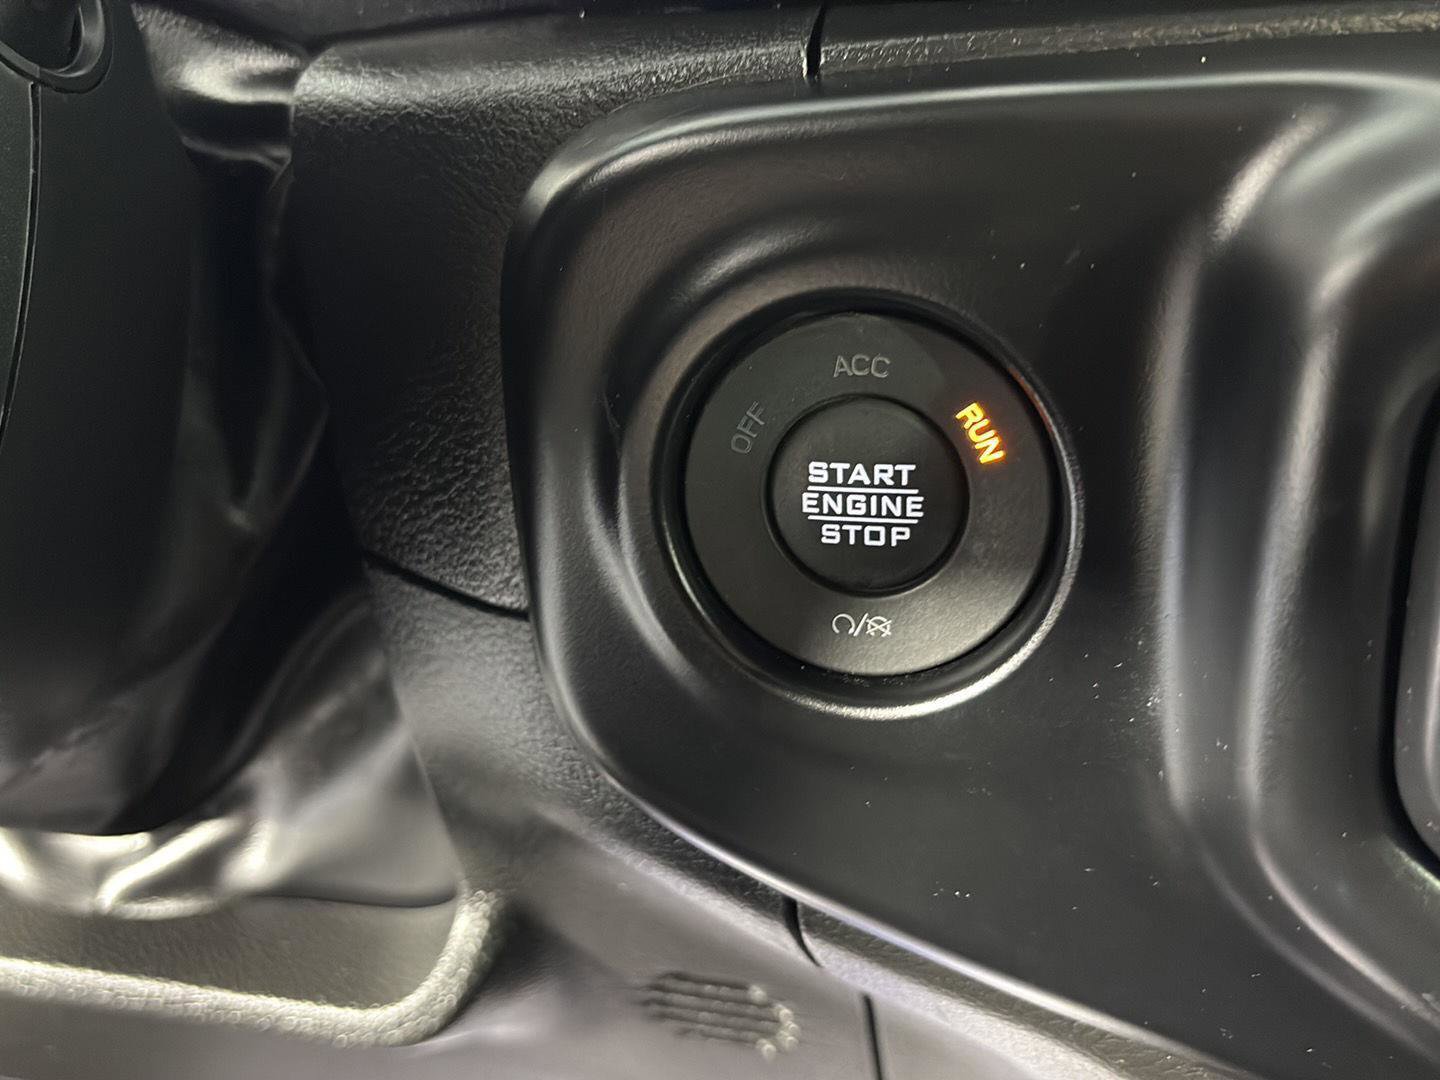 ACC
OFF
RUN
START
ENGINE
STOP